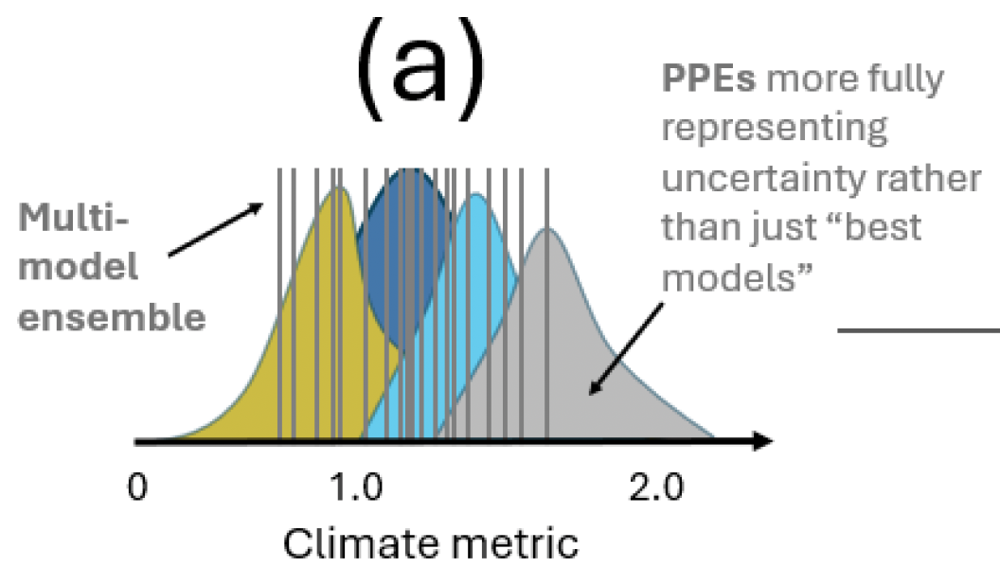 (a)
PPEs more fully
representing
uncertainty rather
than just “best
models”
Multi-
model
ensemble
0 1.0 2.0
Climate metric